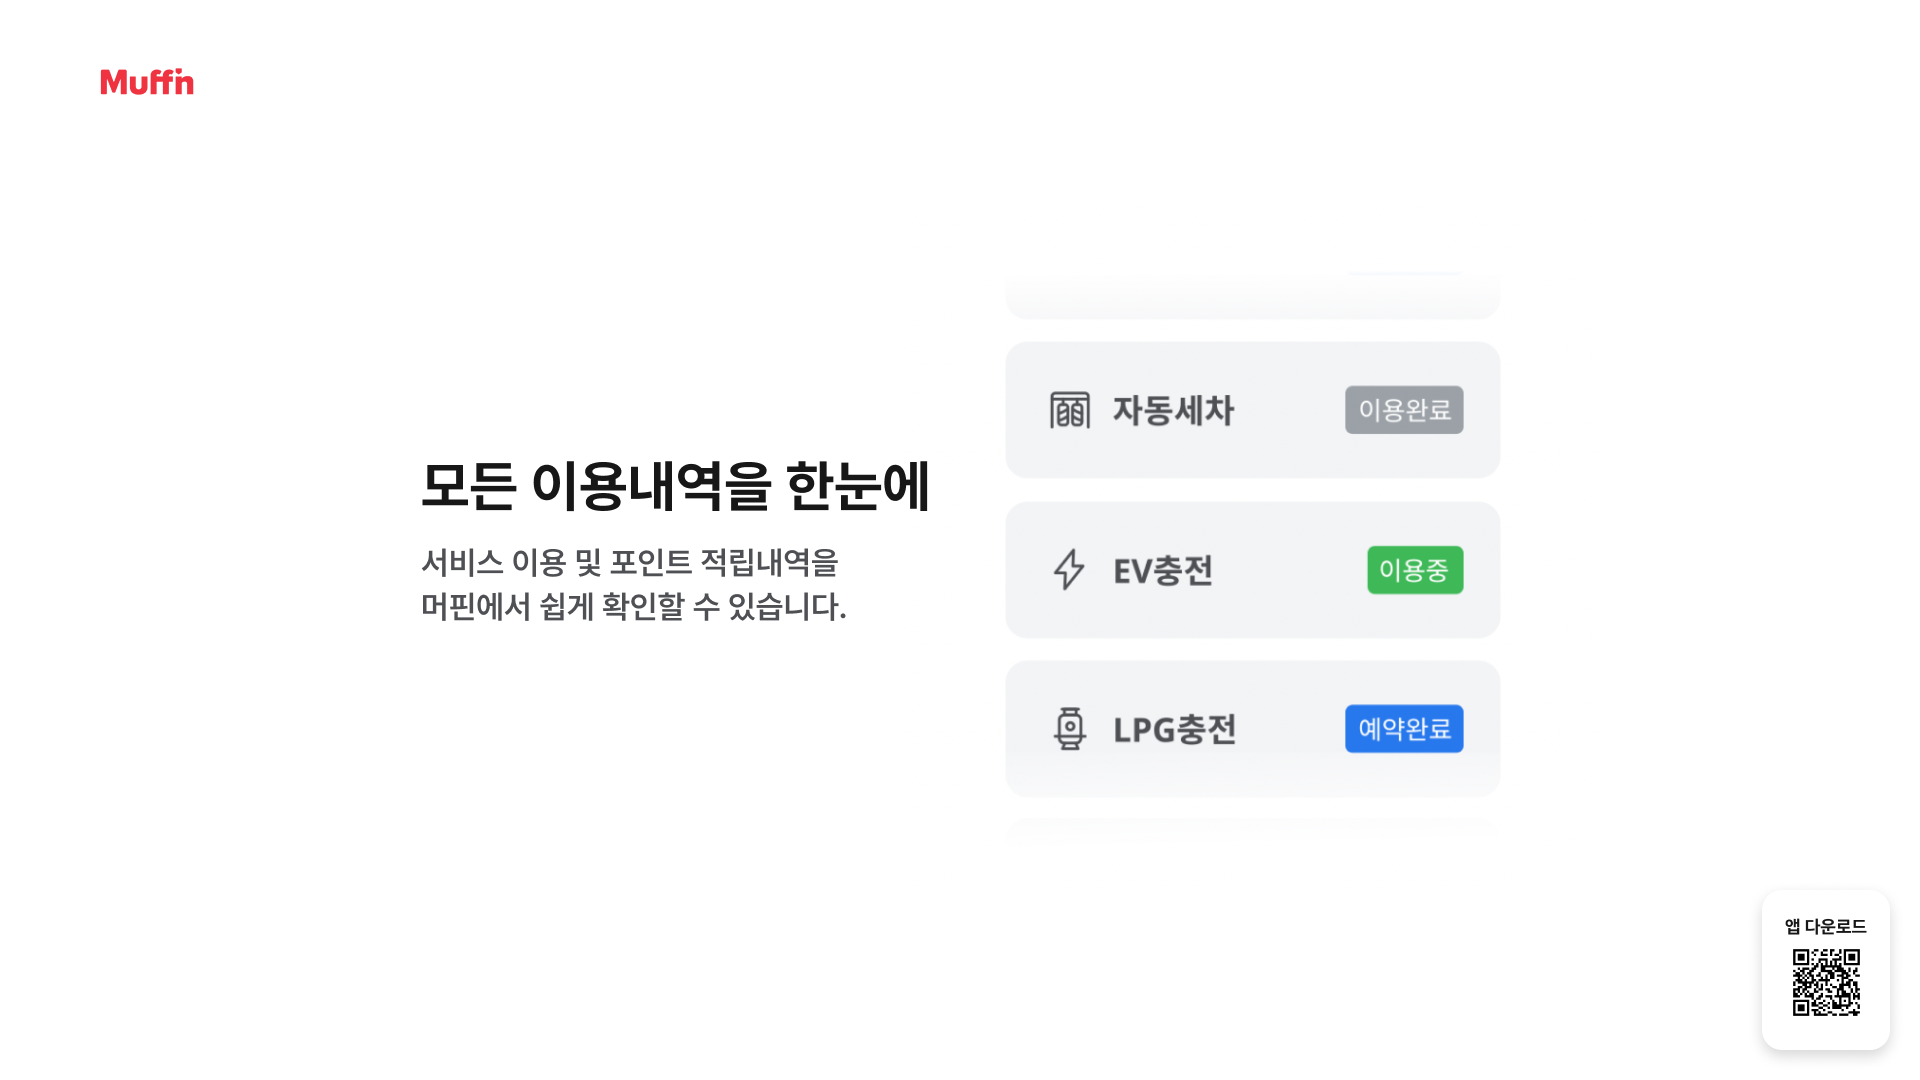 Muffin
모든 이용내역을 한눈에
서비스 이용 및 포인트 적립내역을
머핀에서 쉽게 확인할 수 있습니다.
자동세차 이용완료
EV충전 이용중
LPG충전 예약완료
앱 다운로드